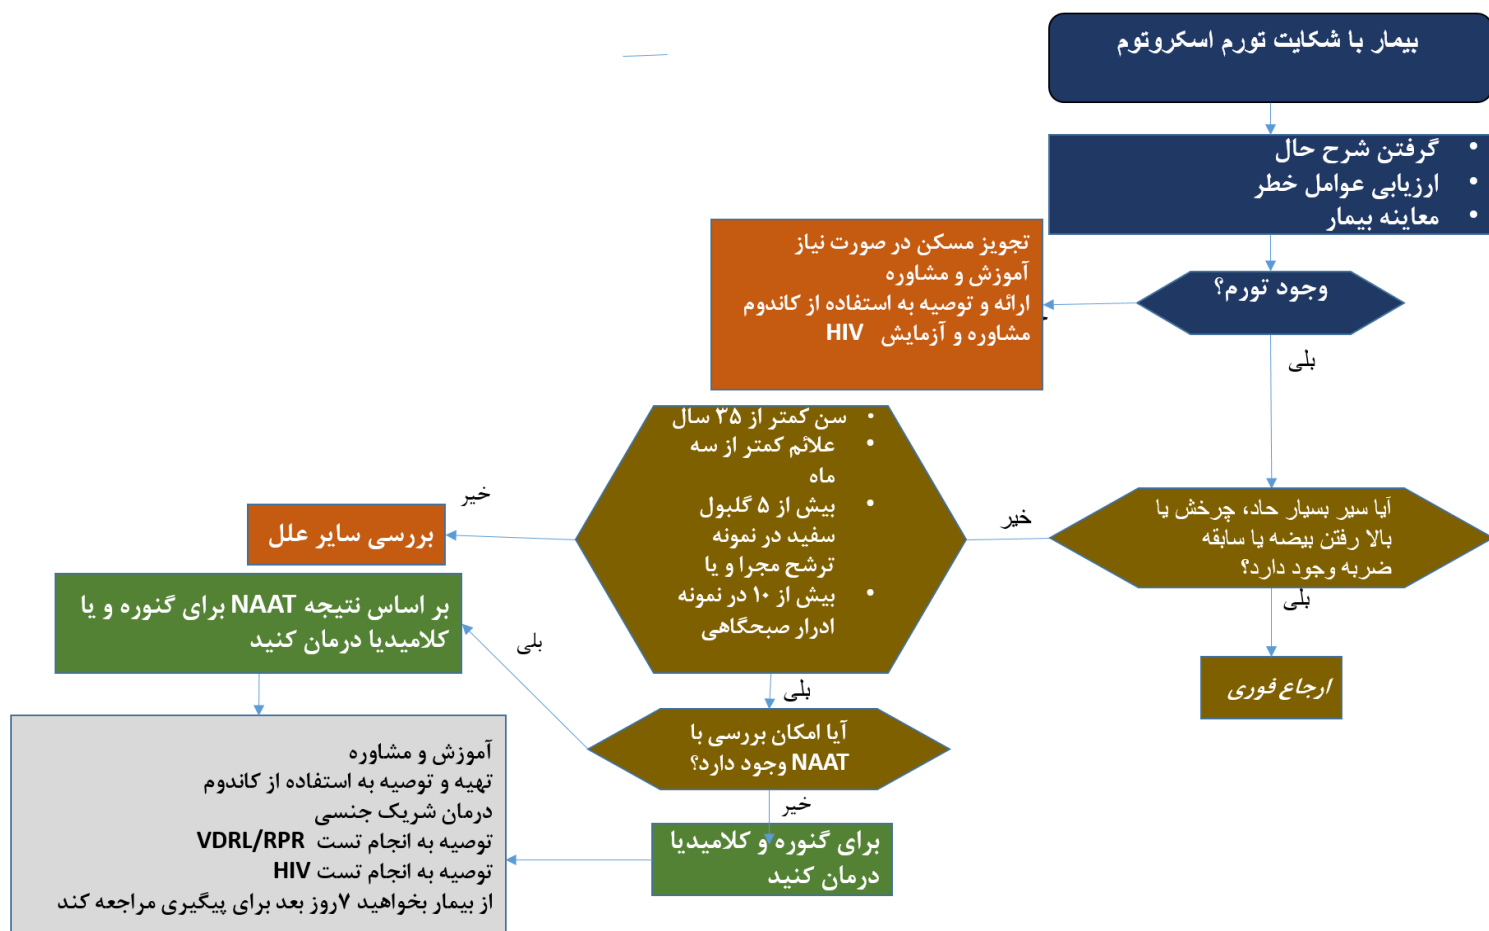 بیمار با شکایت تورم اسکروتوم
• گرفتن شرح حال
• ارزیابی عوامل خطر
• معاینه بیمار
وجود تورم؟
تجویز مسکن در صورت نیاز
آموزش و مشاوره
ارائه و توصیه به استفاده از کاندوم
مشاوره و آزمایش HIV
بلی
آیا سیر بسیار حاد، چرخش یا
بالا رفتن بیضه یا سابقه
ضربه وجود دارد؟
بلی
ارجاع فوری
خیر
• سن کمتر از ۳۵ سال
• علائم کمتر از سه
ماه
• بیش از ۵ گلبول
سفید در نمونه
ترشح مجرا و یا
• بیش از ۱۰ در نمونه
ادرار صبحگاهی
خیر
بررسی سایر علل
بلی
آیا امکان بررسی با
NAAT وجود دارد؟
بلی
بر اساس نتیجه NAAT برای گنوره و یا
کلامیدیا درمان کنید
خیر
برای گنوره و کلامیدیا
درمان کنید
آموزش و مشاوره
تهیه و توصیه به استفاده از کاندوم
درمان شریک جنسی
توصیه به انجام تست VDRL/RPR
توصیه به انجام تست HIV
از بیمار بخواهید ۷روز بعد برای پیگیری مراجعه کند